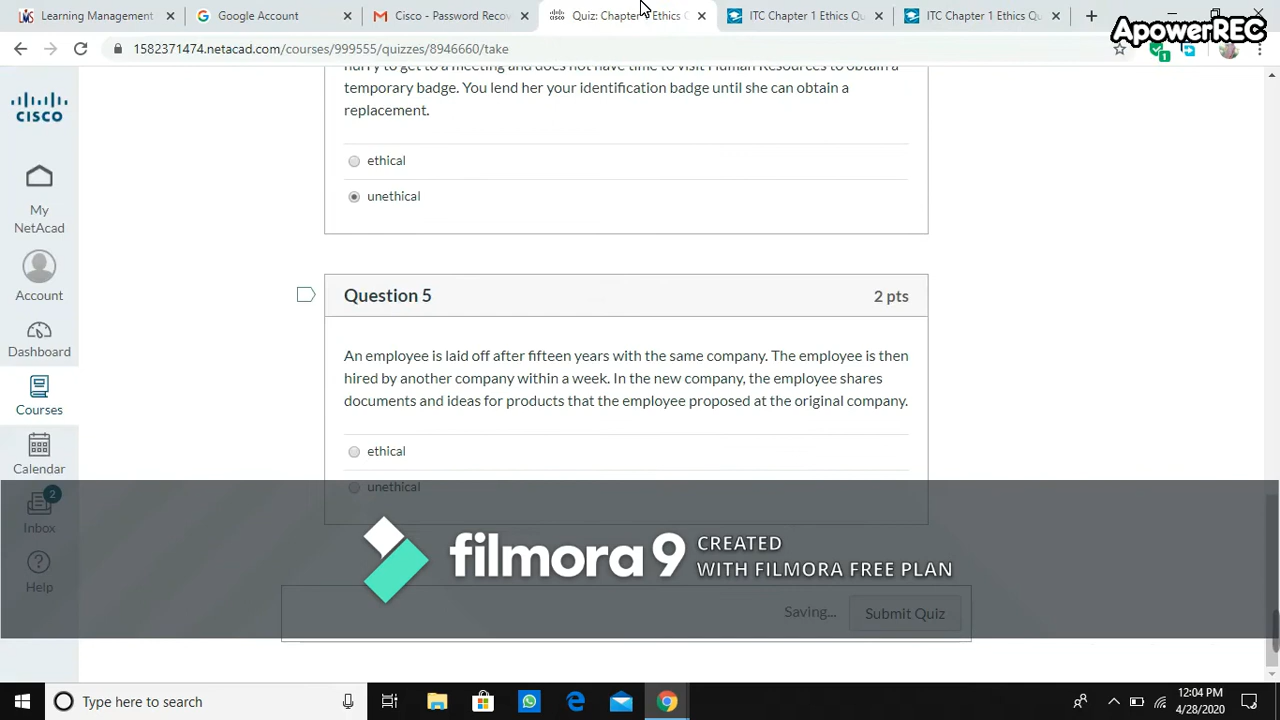 Learning Management
Google Account
Cisco - Password Recov
Quiz: Chapter 1 Ethics Q
ITC Chapter 1 Ethics Qu
ITC Chapter 1 Ethics Qu
ApowerREC
1582371474.netacad.com/courses/999555/quizzes/8946660/take
1
hurry to get to a meeting and does not have time to visit Human Resources to obtain a
temporary badge. You lend her your identification badge until she can obtain a
replacement.
ethical
unethical
CISCO
My
NetAcad
Account
Dashboard
Courses
Calendar
2
Inbox
Help
Question 5
2 pts
An employee is laid off after fifteen years with the same company. The employee is then
hired by another company within a week. In the new company, the employee shares
documents and ideas for products that the employee proposed at the original company.
ethical
unethical
filmora 9
CREATED
WITH FILMORA FREE PLAN
Saving...
Submit Quiz
Type here to search
12:04 PM
4/28/2020